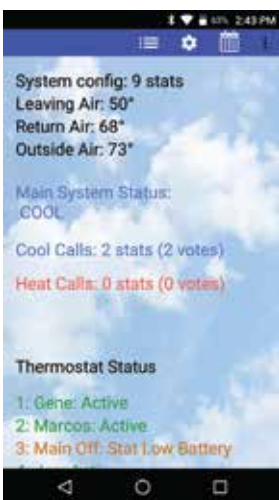 43% 2:43 PM
System config: 9 stats
Leaving Air: 50°
Return Air: 68°
Outside Air: 73°
Main System Status:
COOL
Cool Calls: 2 stats (2 votes)
Heat Calls: 0 stats (0 votes)
Thermostat Status
1: Gene: Active
2: Marcos: Active
3: Main Off: Stat Low Battery